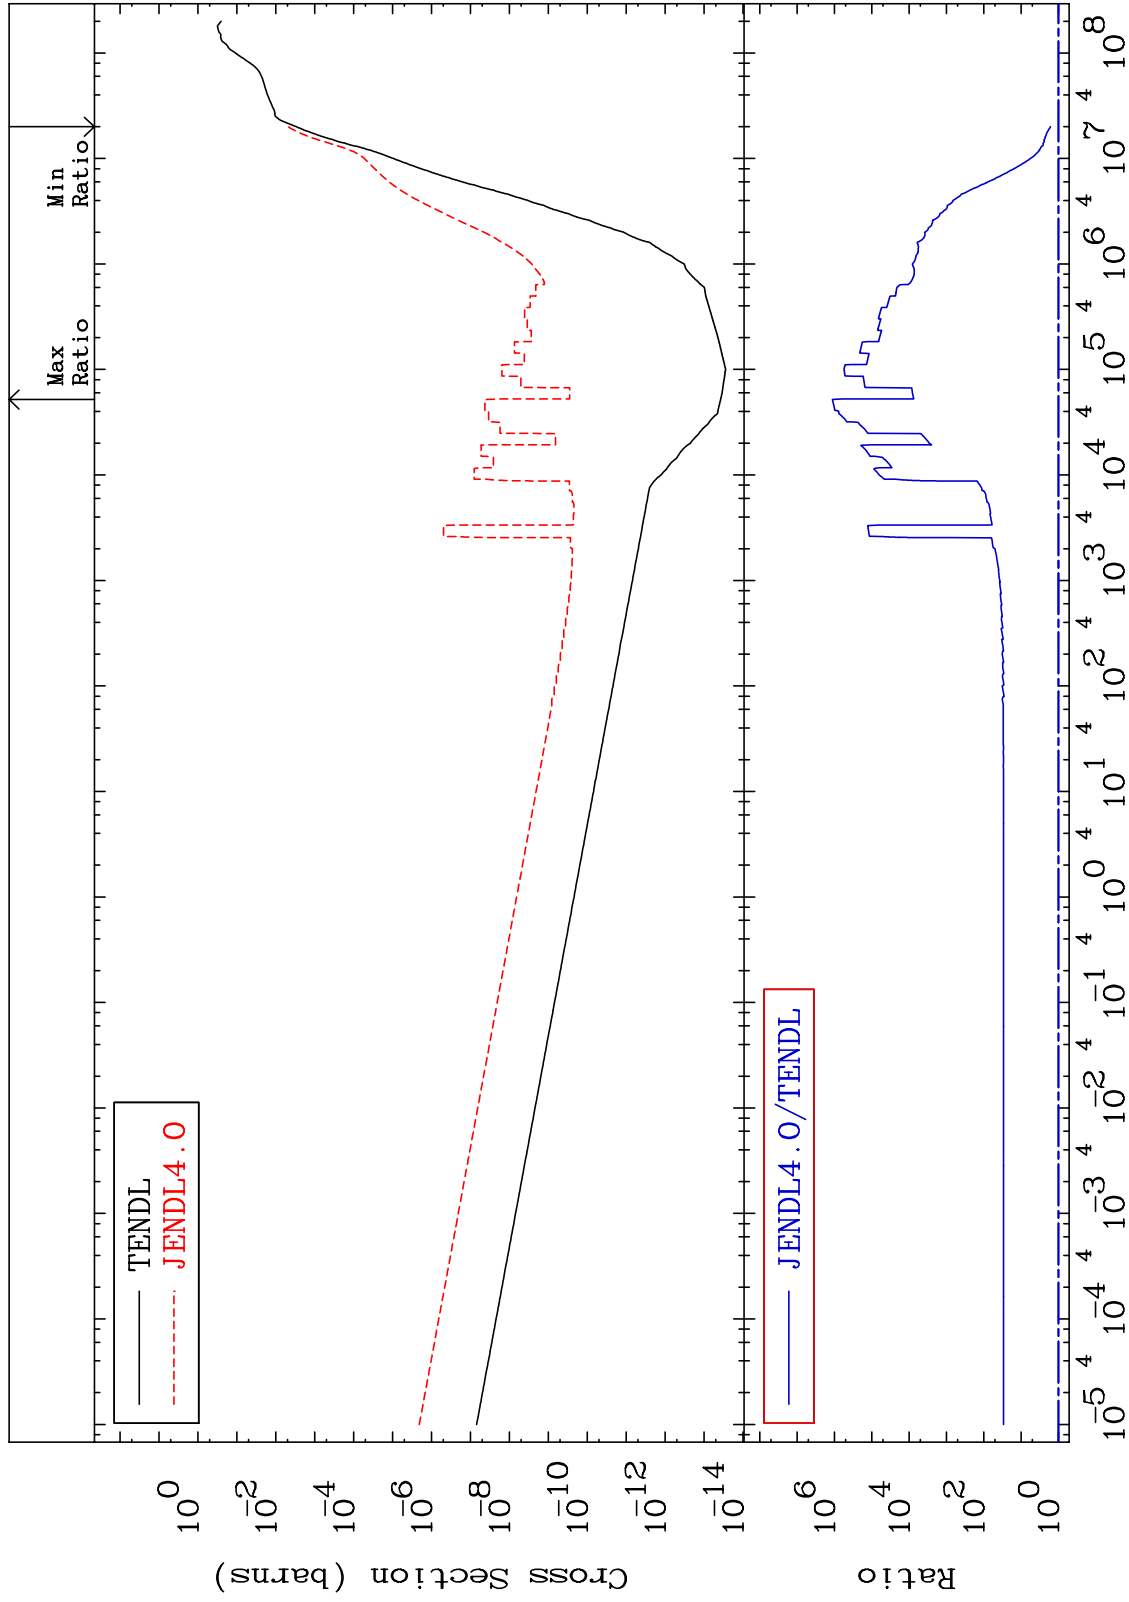 Max
Ratio
Min
Ratio
TENDL
JENDL4.0
10^0
10^-2
10^-4
10^-6
10^-8
10^-10
10^-12
10^-14
Cross Section (barns)
JENDL4.0/TENDL
10^6
10^4
10^2
10^0
Ratio
10^-5 4 10^-4 4 10^-3 4 10^-2 4 10^-1 4 10^0 4 10^1 4 10^2 4 10^3 4 10^4 4 10^5 4 10^6 4 10^7 4 10^8